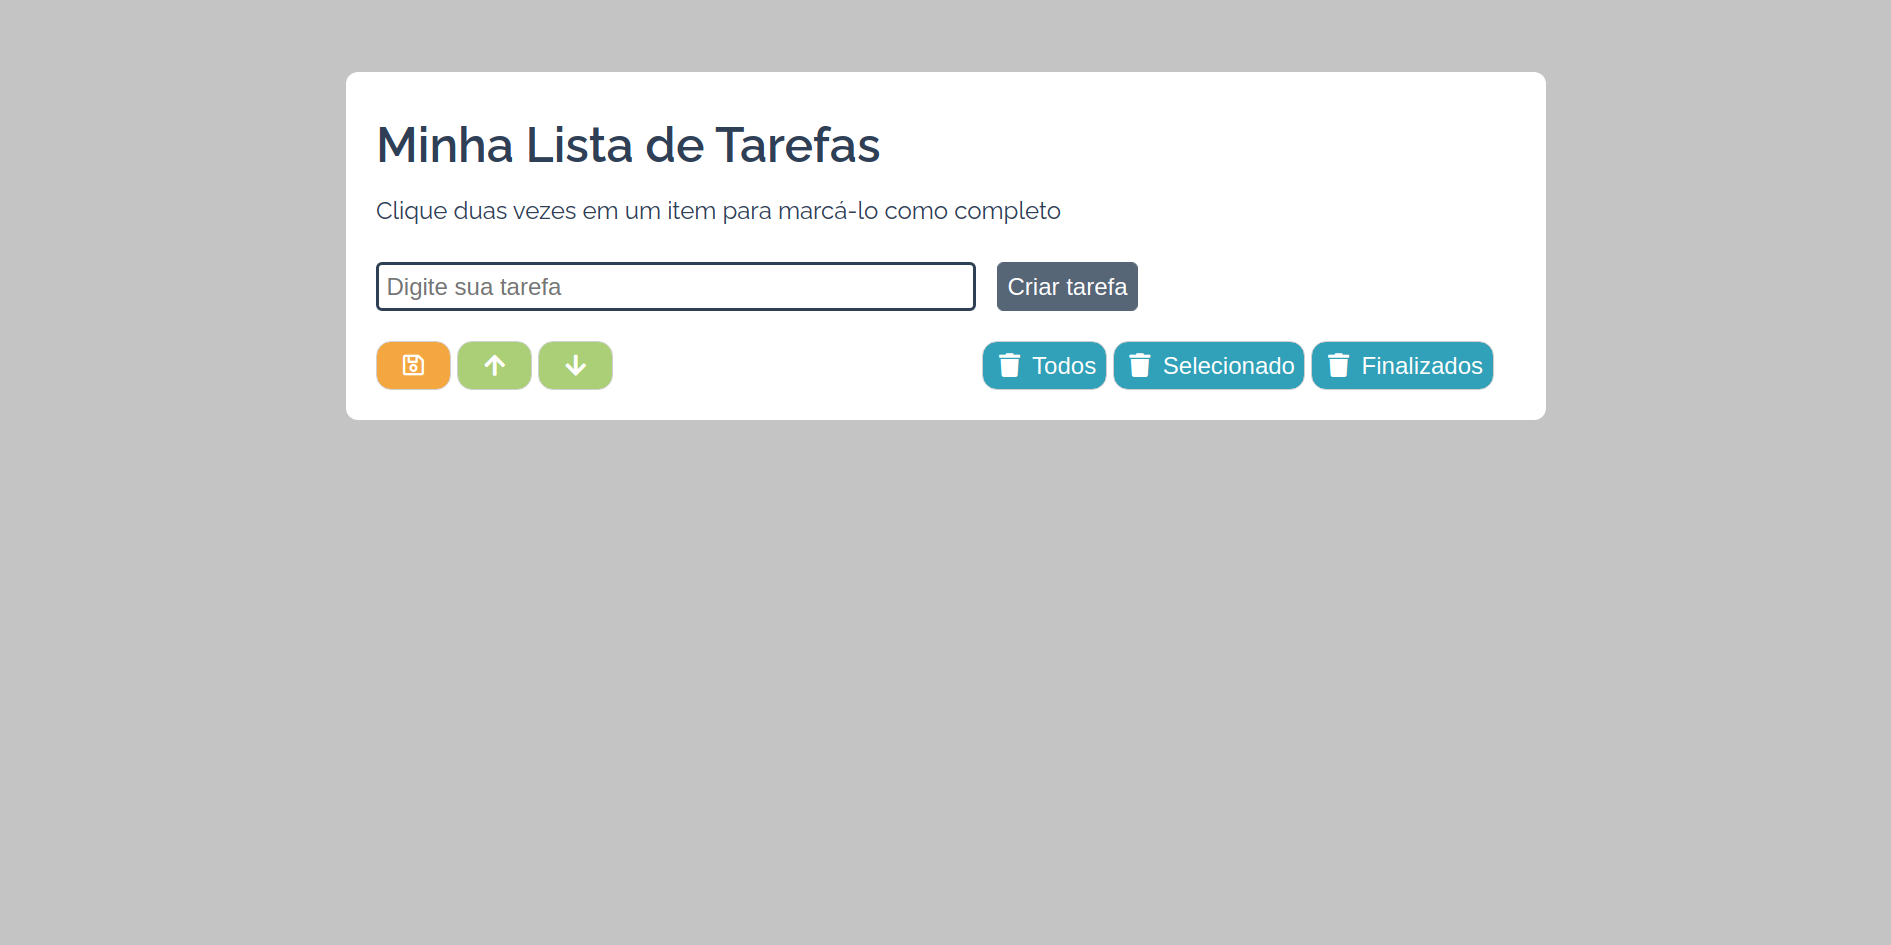 Minha Lista de Tarefas
Clique duas vezes em um item para marcá-lo como completo
Digite sua tarefa
Criar tarefa
Todos
Selecionado
Finalizados